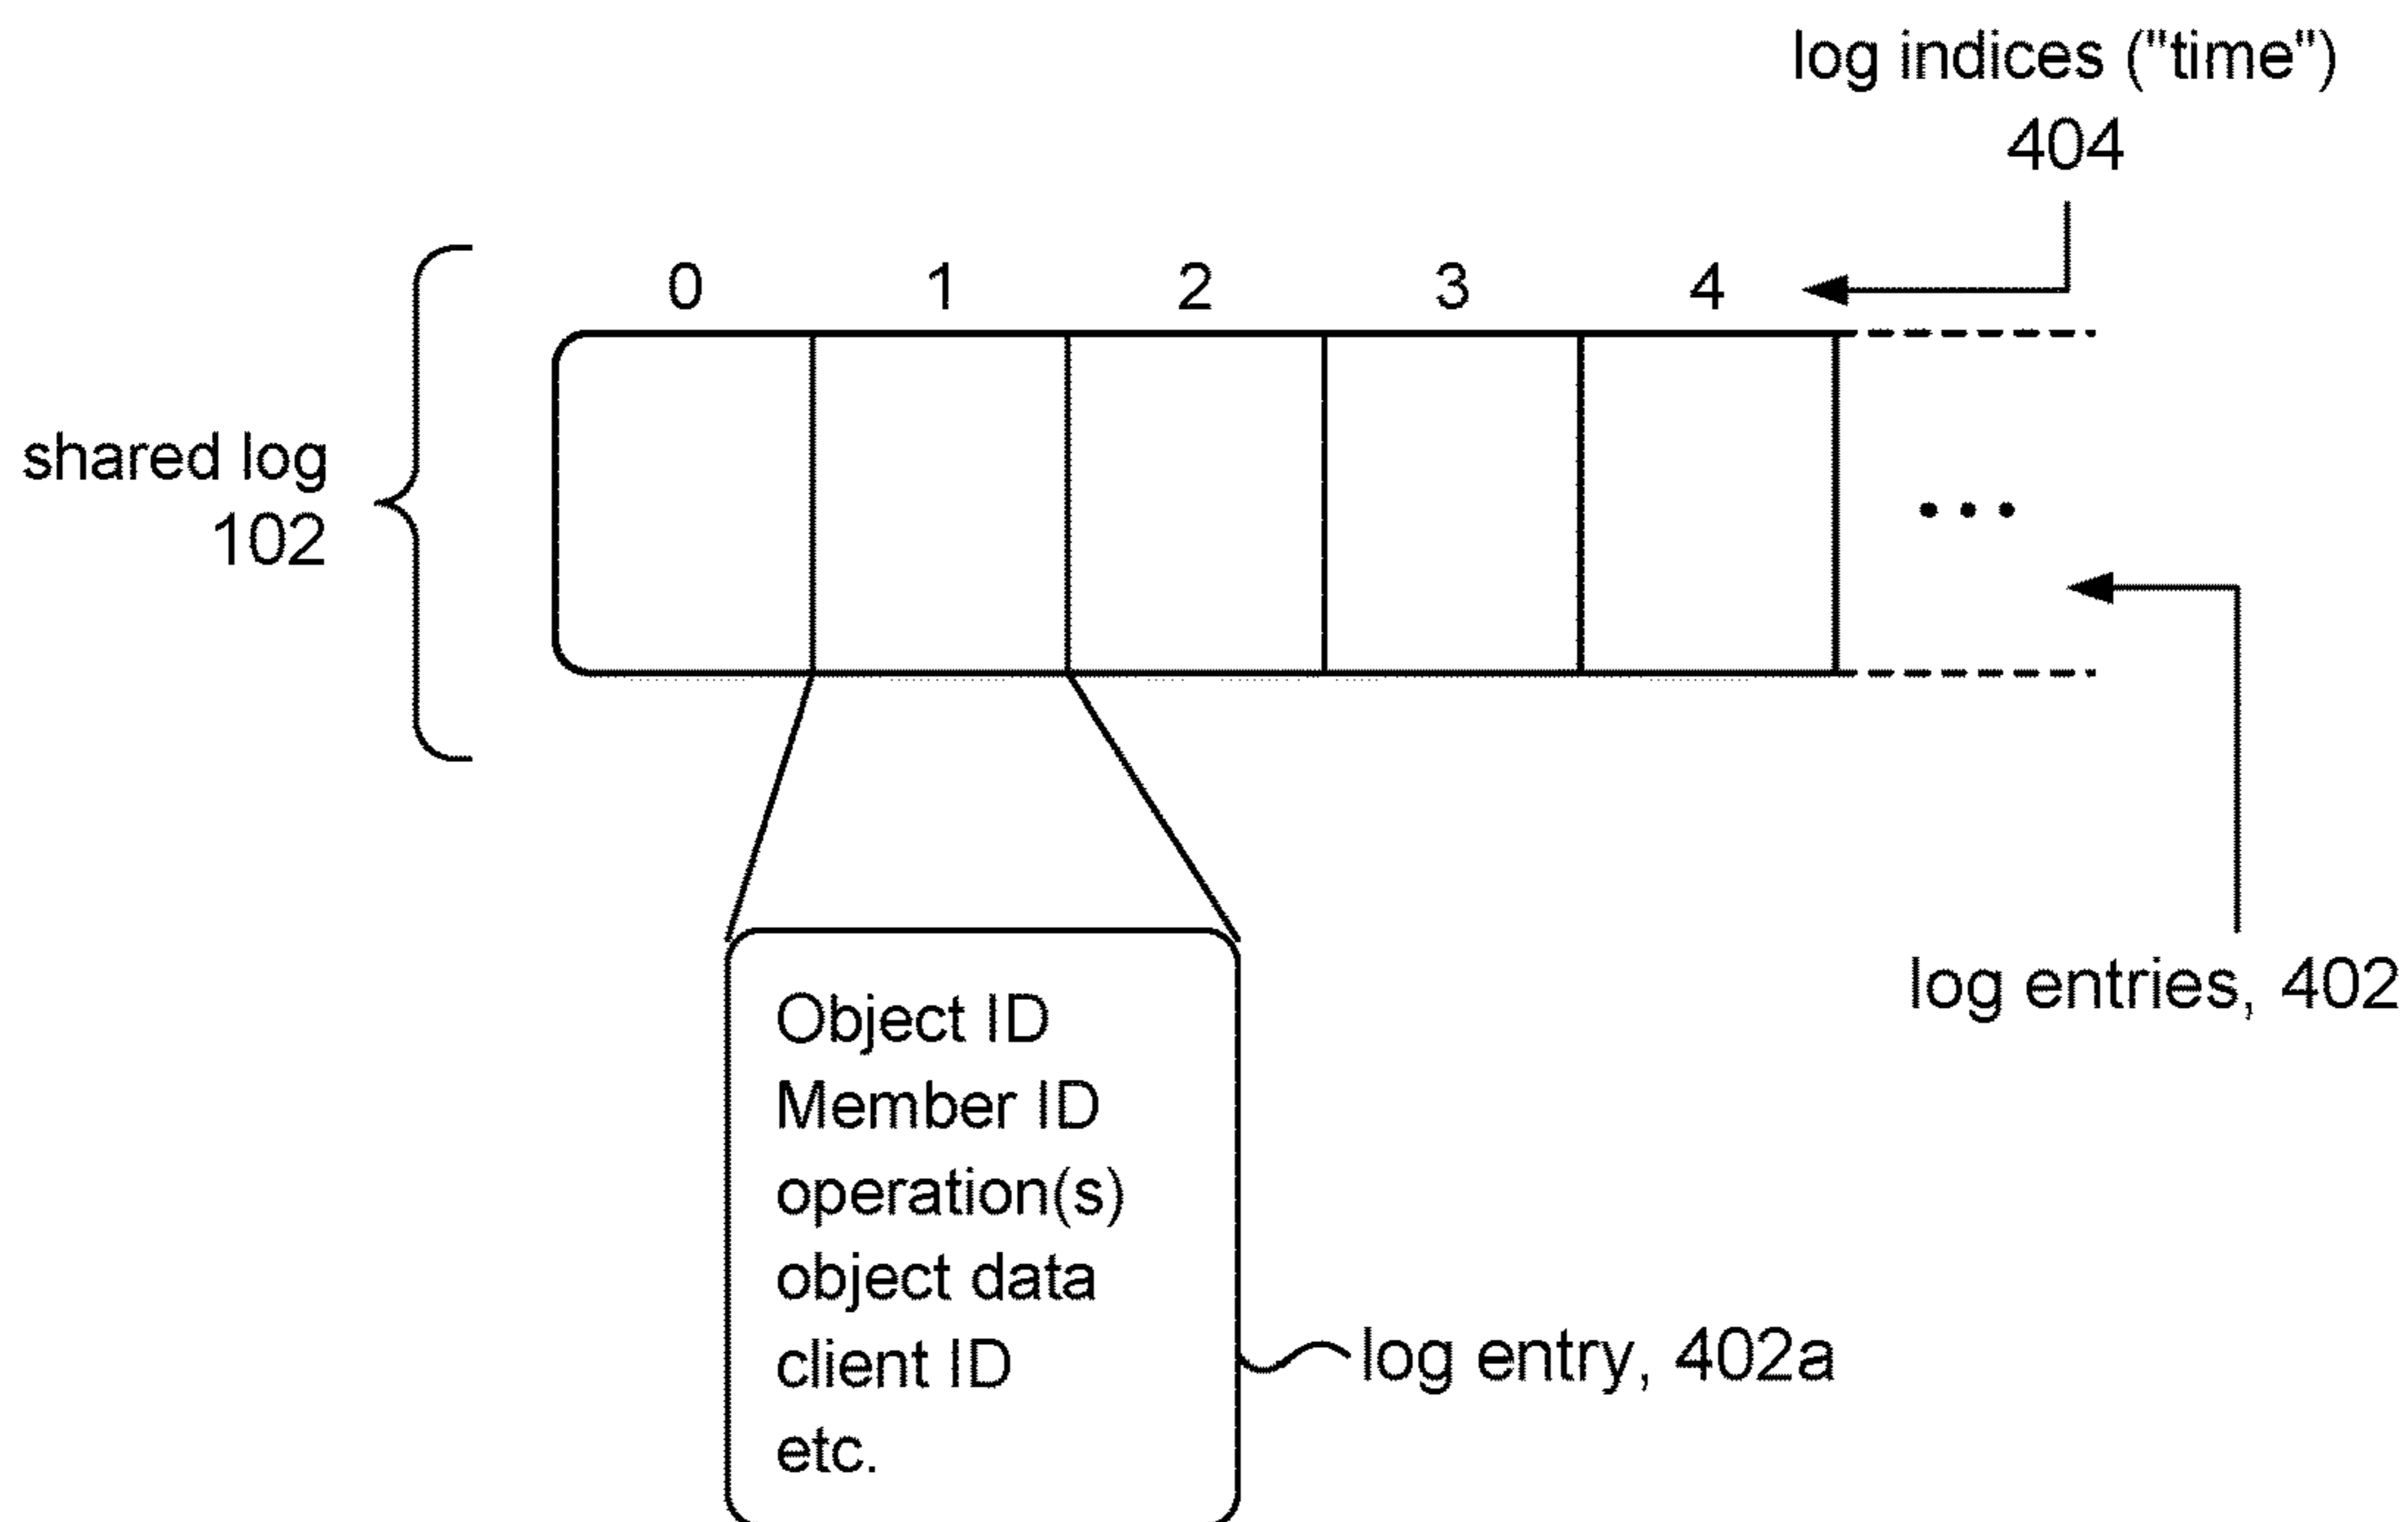 log indices ("time")
404
0 1 2 3 4
shared log
102
...
log entries, 402
Object ID
Member ID
operation(s)
object data
client ID
etc.
log entry, 402a